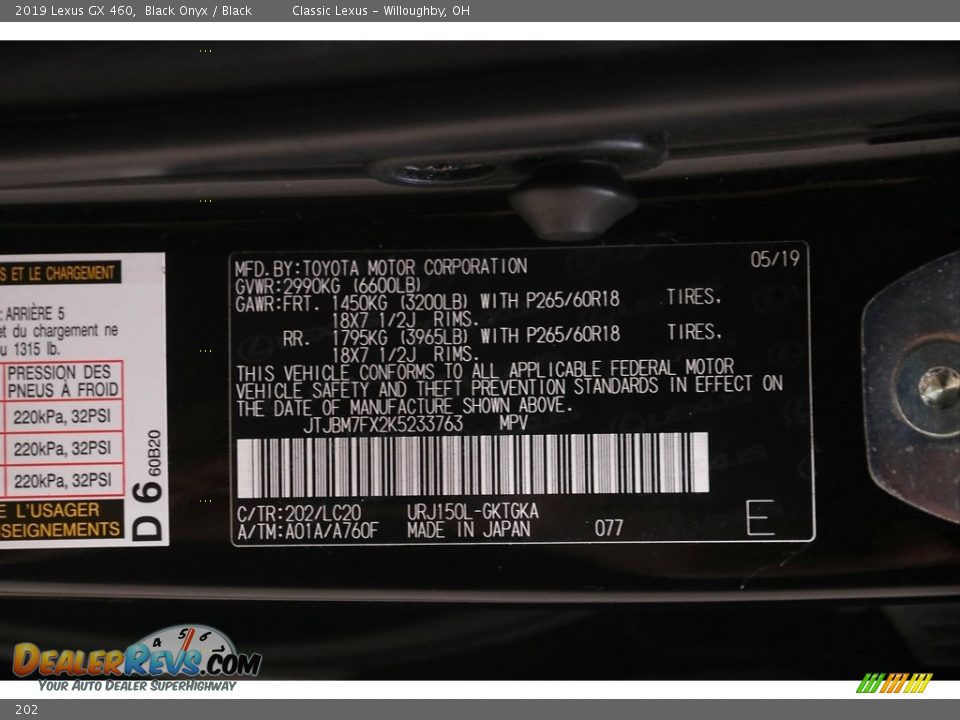 2019 Lexus GX 460, Black Onyx / Black Classic Lexus - Willoughby, OH
S ET LE CHARGEMENT
: ARRIÈRE 5
et du chargement ne
u 1315 lb.
PRESSION DES
PNEUS À FROID
220kPa, 32PSI
220kPa, 32PSI
220kPa, 32PSI
E L'USAGER
SEIGNEMENTS
D6 60B20
MFD. BY: TOYOTA MOTOR CORPORATION 05/19
GVWR: 2990KG (6600LB)
GAWR: FRT. 1450KG (3200LB) WITH P265/60R18 TIRES,
18X7 1/2J RIMS.
RR. 1795KG (3965LB) WITH P265/60R18 TIRES,
18X7 1/2J RIMS.
THIS VEHICLE CONFORMS TO ALL APPLICABLE FEDERAL MOTOR
VEHICLE SAFETY AND THEFT PREVENTION STANDARDS IN EFFECT ON
THE DATE OF MANUFACTURE SHOWN ABOVE.
JTJBM7FX2K5233763 MPV
C/TR: 202/LC20 URJ150L-GKTGKA
A/TM: A01A/A760F MADE IN JAPAN 077 E
4 5 6
DEALERREVS.COM
YOUR AUTO DEALER SUPERHIGHWAY
202